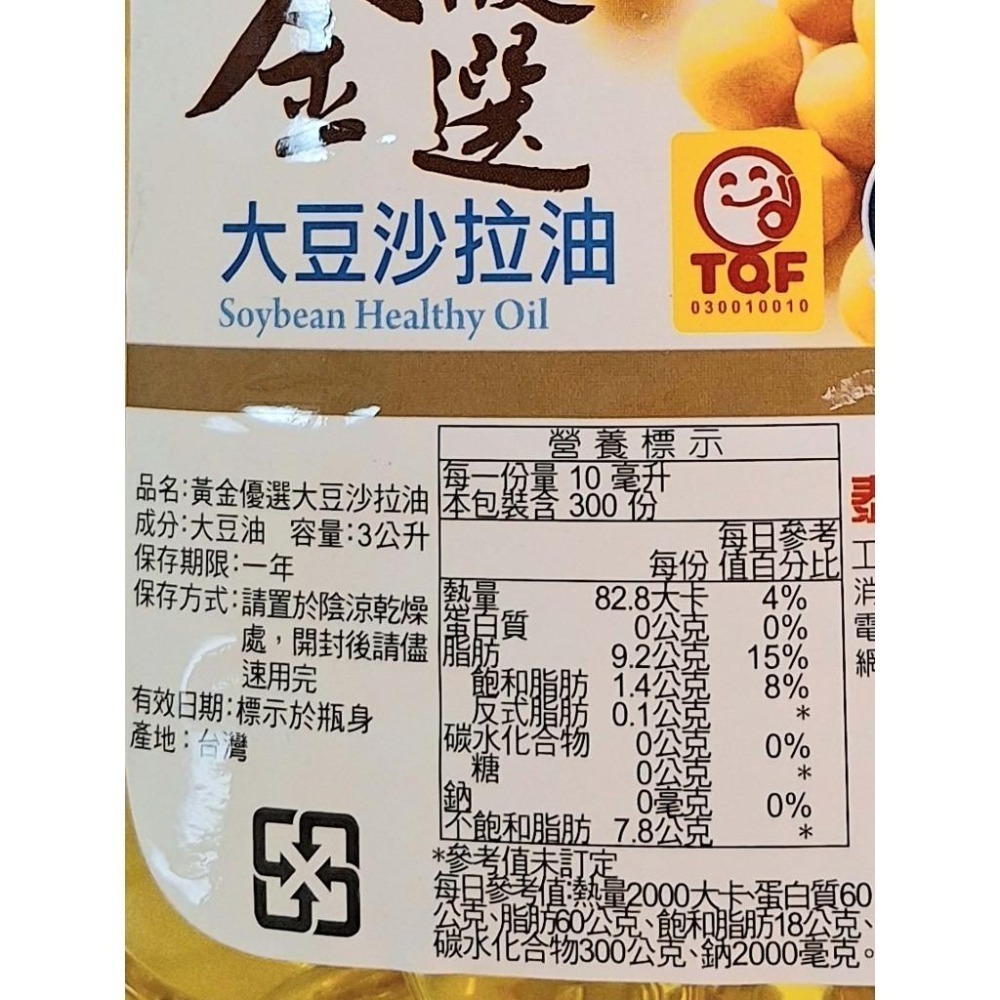 金選
大豆沙拉油
Soybean Healthy Oil
TQF
030010010
品名:黃金優選大豆沙拉油
成分:大豆油 容量:3公升
保存期限:一年
保存方式:請置於陰涼乾燥
處，開封後請儘
速用完
有效日期:標示於瓶身
產地:台灣
營養標示
每一份量 10 毫升
本包裝含 300 份
每日參考
每份 值百分比
熱量 82.8大卡 4%
蛋白質 0公克 0%
脂肪 9.2公克 15%
飽和脂肪 1.4公克 8%
反式脂肪 0.1公克 *
碳水化合物 0公克 0%
糖 0公克 *
鈉 0毫克 0%
不飽和脂肪 7.8公克 *
*參考值未訂定
每日參考值:熱量2000大卡、蛋白質60
公克、脂肪60公克、飽和脂肪18公克、
碳水化合物300公克、鈉2000毫克。
工
消
電
網